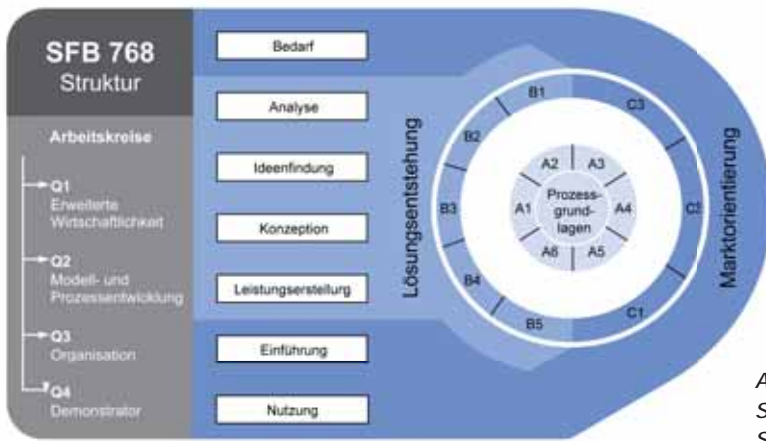 SFB 768
Struktur
Arbeitskreise
Q1
Erweiterte
Wirtschaftlichkeit
Q2
Modell- und
Prozessentwicklung
Q3
Organisation
Q4
Demonstrator
Bedarf
Analyse
Ideenfindung
Konzeption
Leistungserstellung
Einführung
Nutzung
Lösungsentstehung
B1
B2
B3
B4
B5
A1
A2
A3
A4
A5
A6
Prozess-
grund-
lagen
C3
C2
C1
Marktorientierung
A
S
S